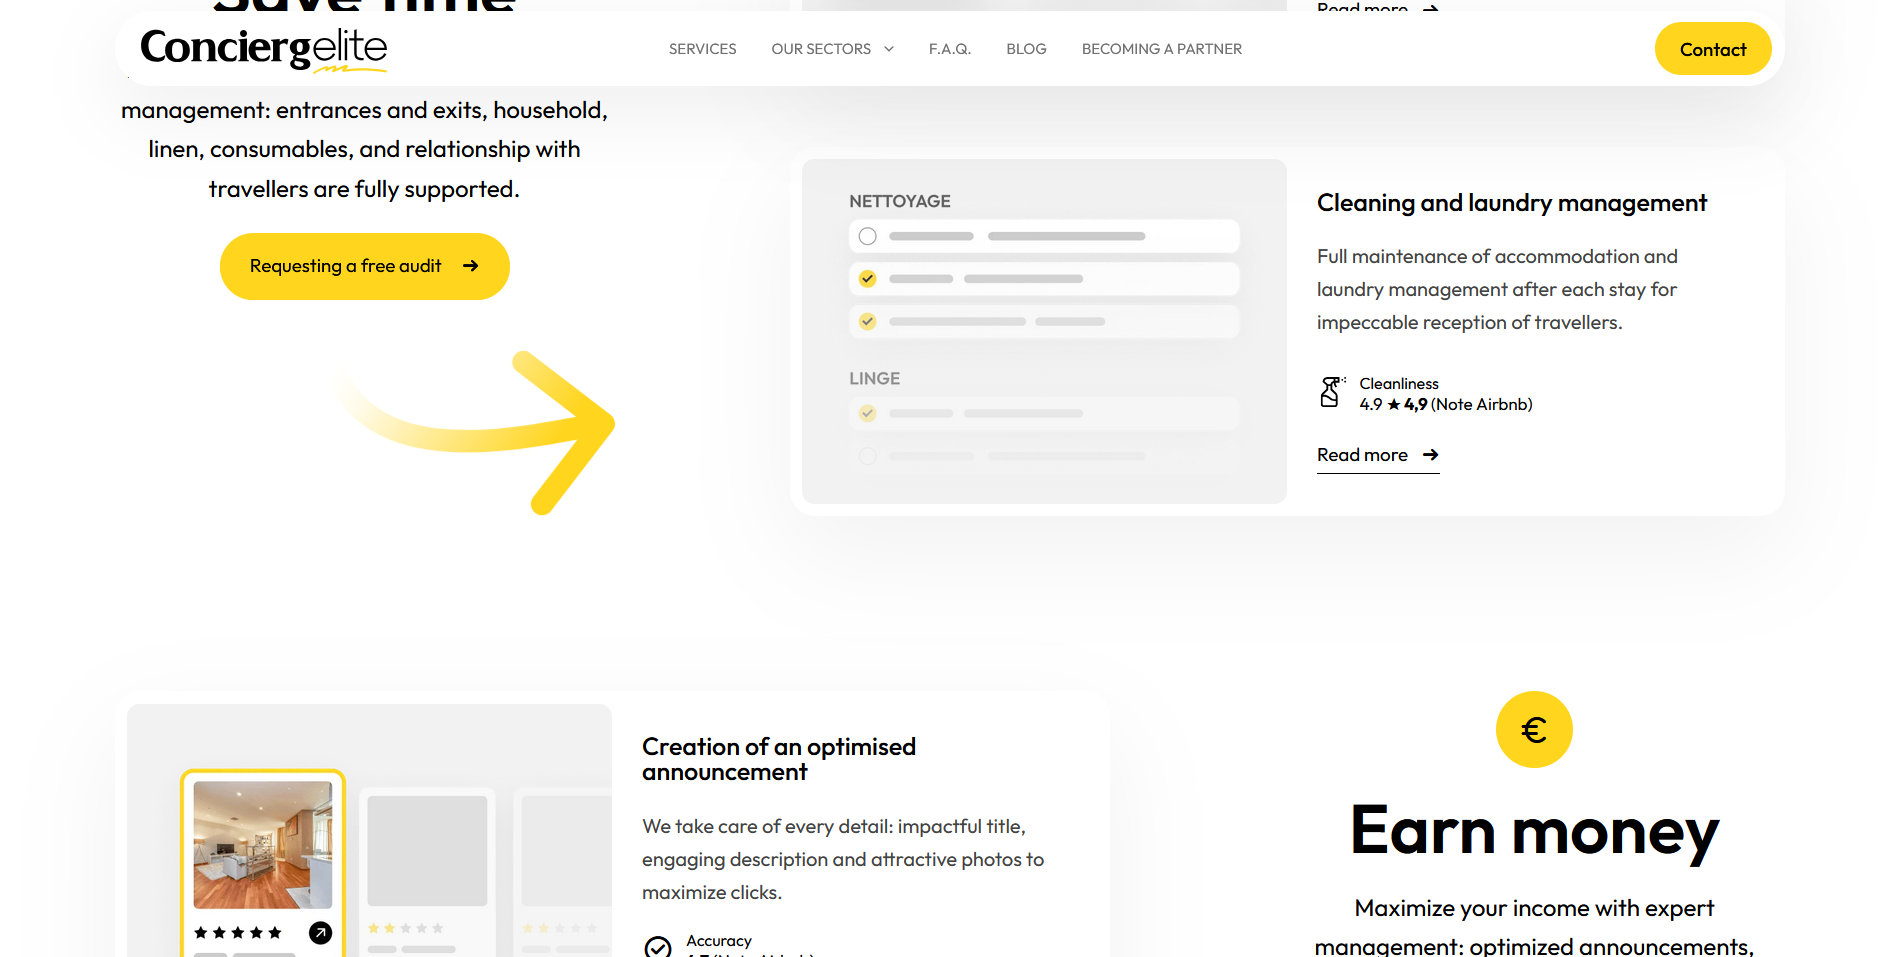 Save time
Conciergelite
SERVICES
OUR SECTORS
F.A.Q.
BLOG
BECOMING A PARTNER
Contact
Read more
management: entrances and exits, household,
linen, consumables, and relationship with
travellers are fully supported.
Requesting a free audit
NETTOYAGE
LINGE
Cleaning and laundry management
Full maintenance of accommodation and
laundry management after each stay for
impeccable reception of travellers.
Cleanliness
4.9 ★ 4,9 (Note Airbnb)
Read more
Creation of an optimised
announcement
We take care of every detail: impactful title,
engaging description and attractive photos to
maximize clicks.
Accuracy
€
Earn money
Maximize your income with expert
management: optimized announcements,